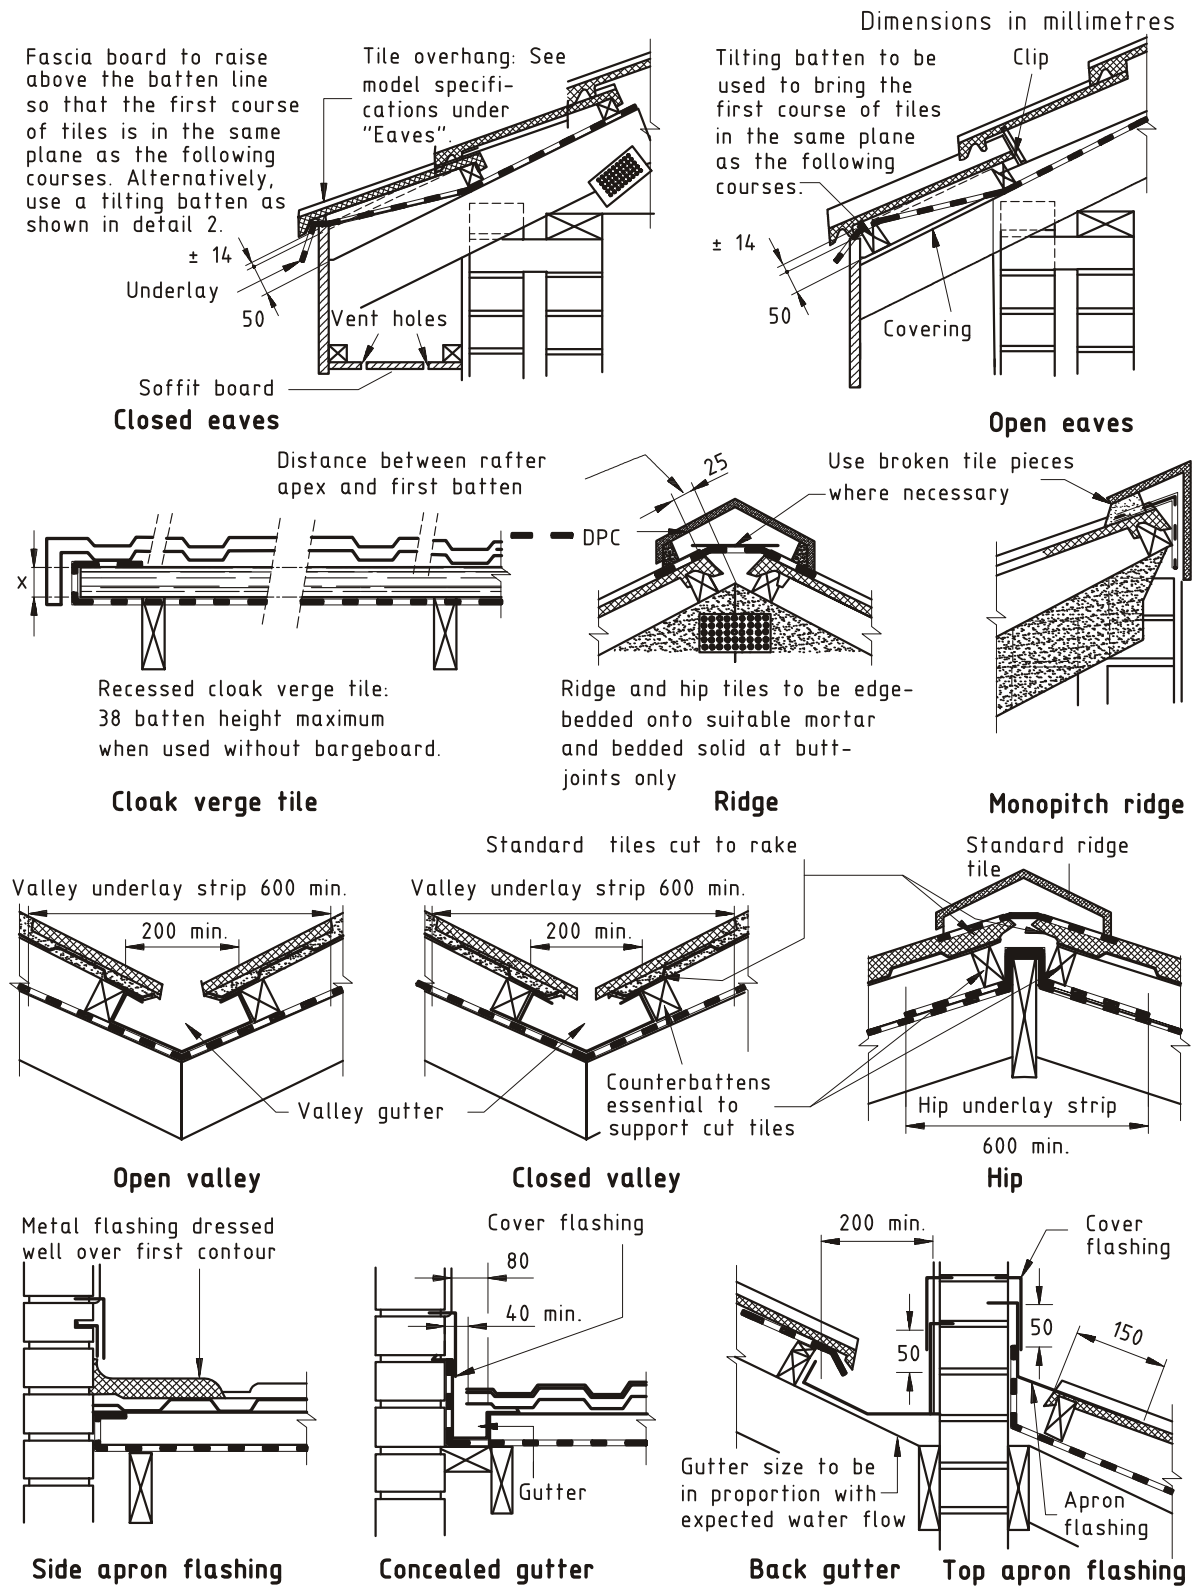 Dimensions in millimetres
Fascia board to raise
above the batten line
so that the first course
of tiles is in the same
plane as the following
courses. Alternatively,
use a tilting batten as
shown in detail 2.
Tile overhang: See
model specifi-
cations under
"Eaves".
± 14
Underlay
50
Vent holes
Soffit board
Closed eaves
Tilting batten to be
used to bring the
first course of tiles
in the same plane
as the following
courses.
Clip
± 14
50
Covering
Open eaves
Distance between rafter
apex and first batten
x
Recessed cloak verge tile:
38 batten height maximum
when used without bargeboard.
Cloak verge tile
25
DPC
Use broken tile pieces
where necessary
Ridge and hip tiles to be edge-
bedded onto suitable mortar
and bedded solid at butt-
joints only
Ridge
Monopitch ridge
Standard tiles cut to rake
Standard ridge
tile
Valley underlay strip 600 min.
200 min.
Valley gutter
Open valley
Valley underlay strip 600 min.
200 min.
Counterbattens
essential to
support cut tiles
Closed valley
Hip underlay strip
600 min.
Hip
Metal flashing dressed
well over first contour
Side apron flashing
Cover flashing
80
40 min.
Gutter
Concealed gutter
200 min.
50
Gutter size to be
in proportion with
expected water flow
Back gutter
Cover
flashing
50
150
Apron
flashing
Top apron flashing